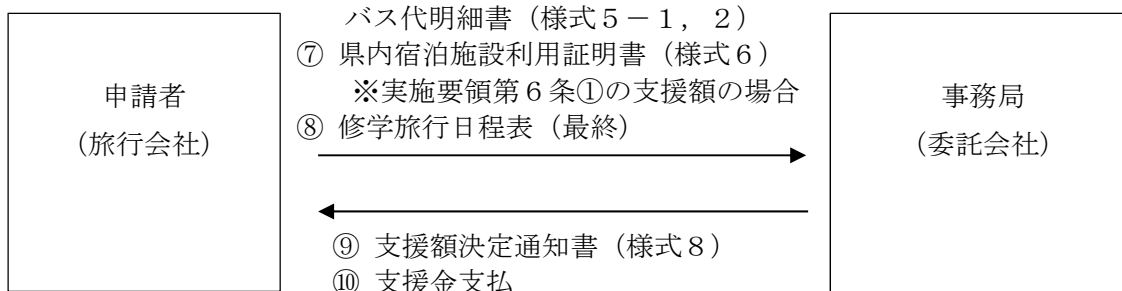 バス代明細書（様式５－１，２）
⑦ 県内宿泊施設利用証明書（様式６）
※実施要領第６条①の支援額の場合
⑧ 修学旅行日程表（最終）
申請者
（旅行会社）
事務局
（委託会社）
⑨ 支援額決定通知書（様式８）
⑩ 支援金支払